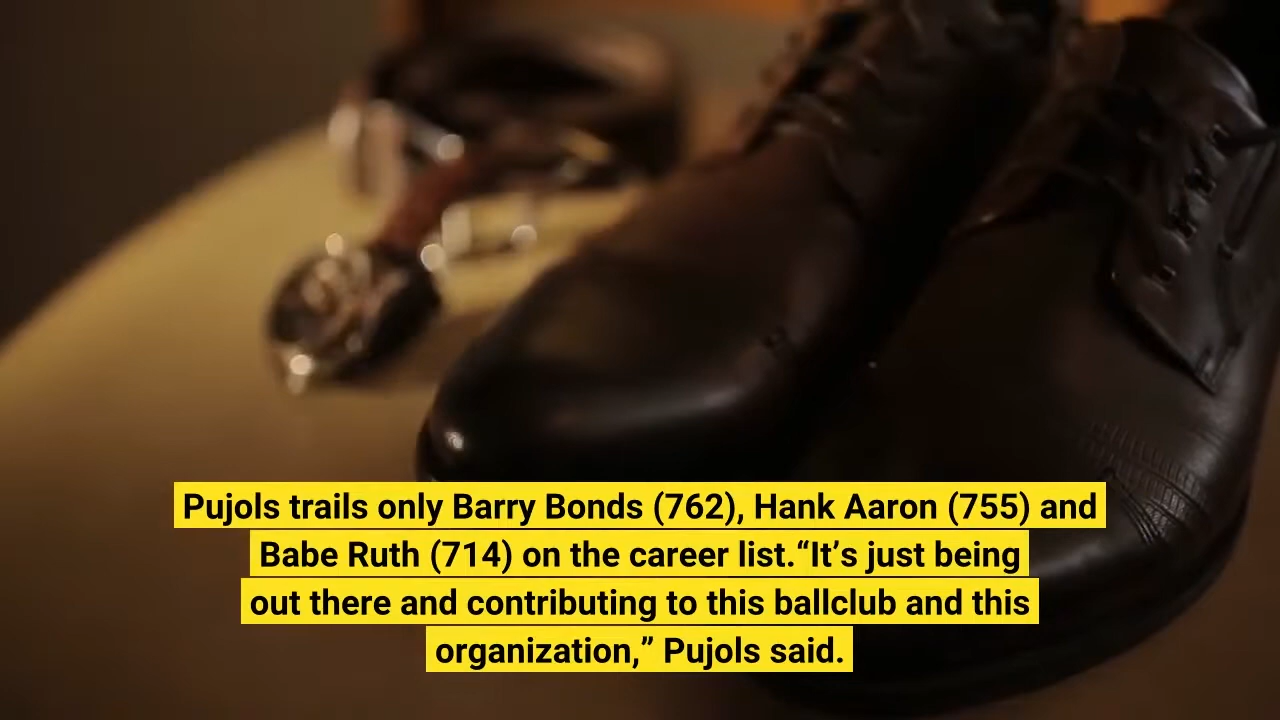 Pujols trails only Barry Bonds (762), Hank Aaron (755) and
Babe Ruth (714) on the career list.“It’s just being
out there and contributing to this ballclub and this
organization,” Pujols said.